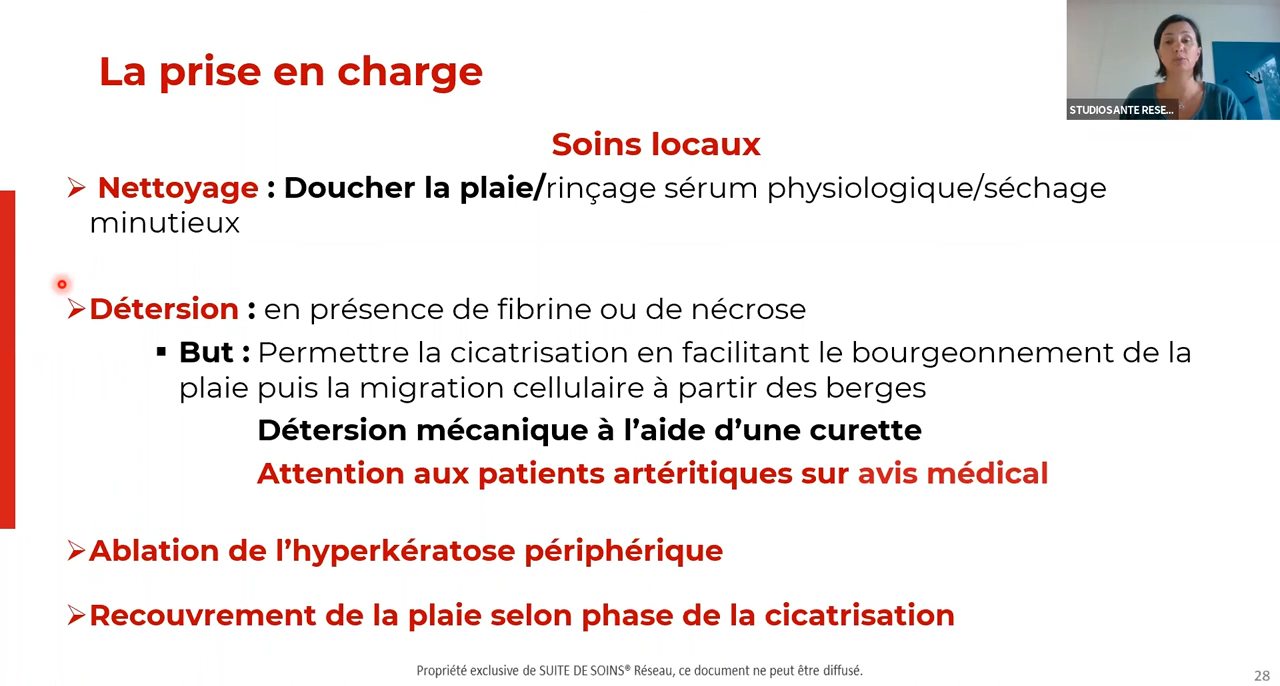 La prise en charge
STUDIOSANTE RESE...
Soins locaux
➢ Nettoyage : Doucher la plaie/rinçage sérum physiologique/séchage
minutieux
➢Détersion : en présence de fibrine ou de nécrose
▪ But : Permettre la cicatrisation en facilitant le bourgeonnement de la
plaie puis la migration cellulaire à partir des berges
Détersion mécanique à l’aide d’une curette
Attention aux patients artéritiques sur avis médical
➢Ablation de l’hyperkératose périphérique
➢Recouvrement de la plaie selon phase de la cicatrisation
Propriété exclusive de SUITE DE SOINS® Réseau, ce document ne peut être diffusé.
28